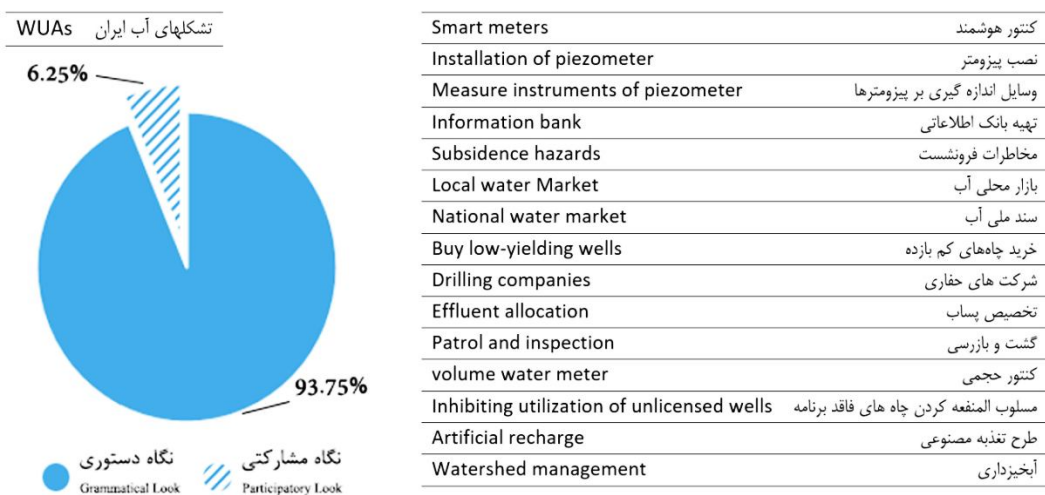 WUAs تشکلهای آب ایران
6.25%
93.75%
نگاه دستوری
Grammatical Look
نگاه مشارکتی
Participatory Look
Smart meters کنتور هوشمند
Installation of piezometer نصب پیزومتر
Measure instruments of piezometer وسایل اندازه گیری بر پیزومترها
Information bank تهیه بانک اطلاعاتی
Subsidence hazards مخاطرات فرونشست
Local water Market بازار محلی آب
National water market سند ملی آب
Buy low-yielding wells خرید چاه‌های کم بازده
Drilling companies شرکت های حفاری
Effluent allocation تخصیص پساب
Patrol and inspection گشت و بازرسی
volume water meter کنتور حجمی
Inhibiting utilization of unlicensed wells مسلوب المنفعه کردن چاه های فاقد برنامه
Artificial recharge طرح تغذبه مصنوعی
Watershed management آبخیزداری